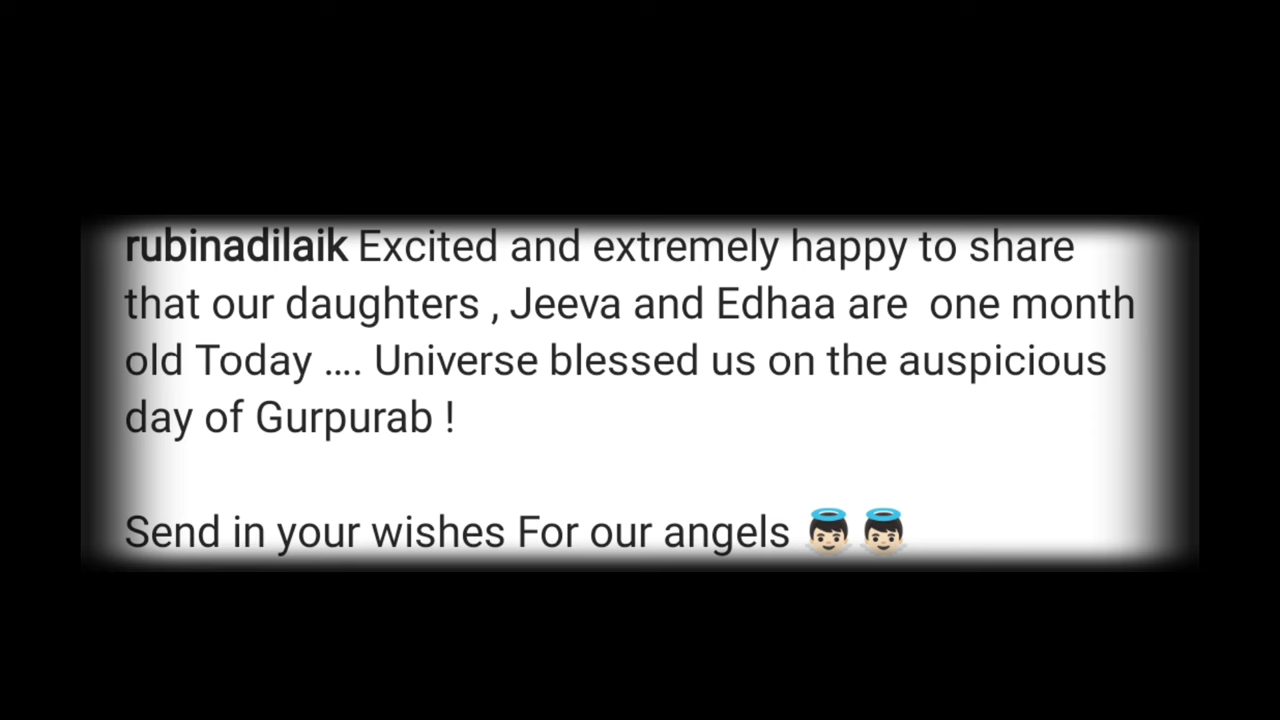 rubinadilaik Excited and extremely happy to share
that our daughters , Jeeva and Edhaa are  one month
old Today .... Universe blessed us on the auspicious
day of Gurpurab !
Send in your wishes For our angels 👼🏻👼🏻